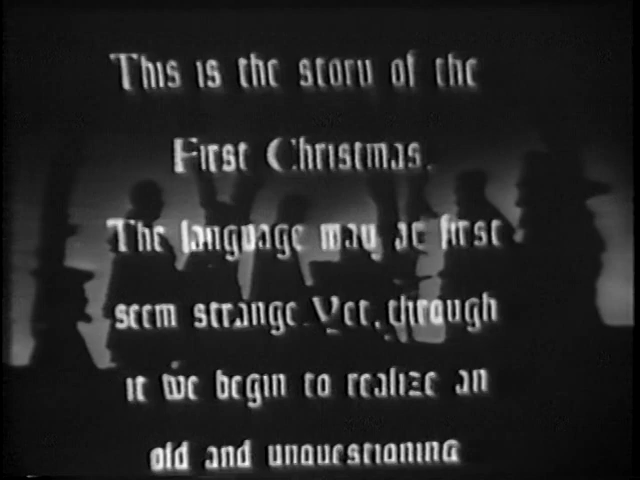 This is the story of the
First Christmas.
The language may at first
seem strange. Yet, through
it we begin to realize an
old and unquestioning